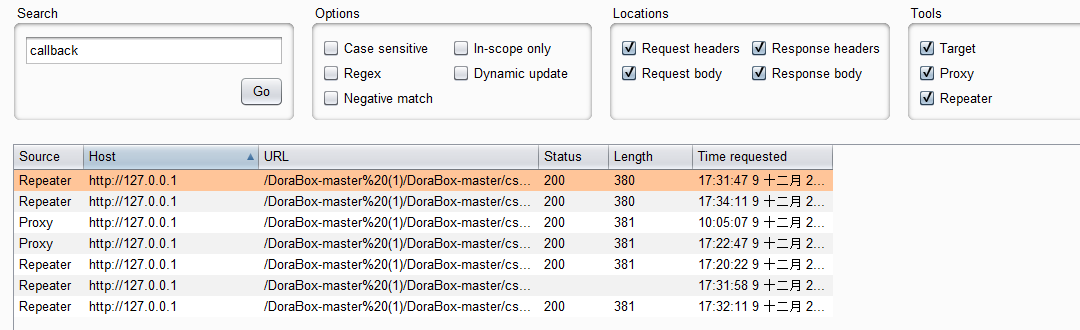 Search
Options
Locations
Tools
callback
Case sensitive
In-scope only
Request headers
Response headers
Target
Regex
Dynamic update
Request body
Response body
Proxy
Go
Negative match
Repeater
Source Host URL Status Length Time requested
Repeater http://127.0.0.1 /DoraBox-master%20(1)/DoraBox-master/cs... 200 380 17:31:47 9 十二月 2...
Repeater http://127.0.0.1 /DoraBox-master%20(1)/DoraBox-master/cs... 200 380 17:34:11 9 十二月 2...
Proxy http://127.0.0.1 /DoraBox-master%20(1)/DoraBox-master/cs... 200 381 10:05:07 9 十二月 2...
Proxy http://127.0.0.1 /DoraBox-master%20(1)/DoraBox-master/cs... 200 381 17:22:47 9 十二月 2...
Repeater http://127.0.0.1 /DoraBox-master%20(1)/DoraBox-master/cs... 200 381 17:20:22 9 十二月 2...
Repeater http://127.0.0.1 /DoraBox-master%20(1)/DoraBox-master/cs... 17:31:58 9 十二月 2...
Repeater http://127.0.0.1 /DoraBox-master%20(1)/DoraBox-master/cs... 200 381 17:32:11 9 十二月 2...